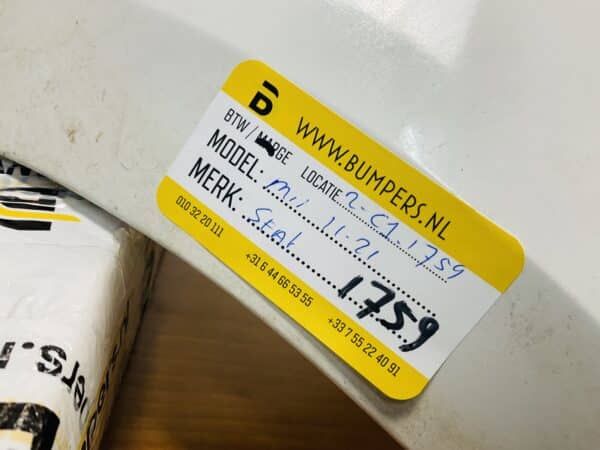 WWW.BUMPERS.NL
BTW / MARGE LOCATIE: 2-C1-1759
MODEL: Mii 11-21
MERK: Seat
1759
010 32 20 111 +31 6 44 66 53 55 +33 7 55 22 40 91